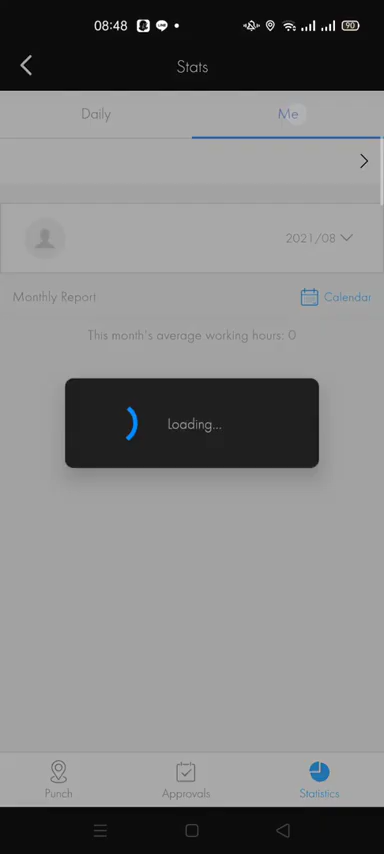 08:48
90
Stats
Daily
Me
2021/08
Monthly Report
Calendar
This month's average working hours: 0
Loading...
Punch
Approvals
Statistics